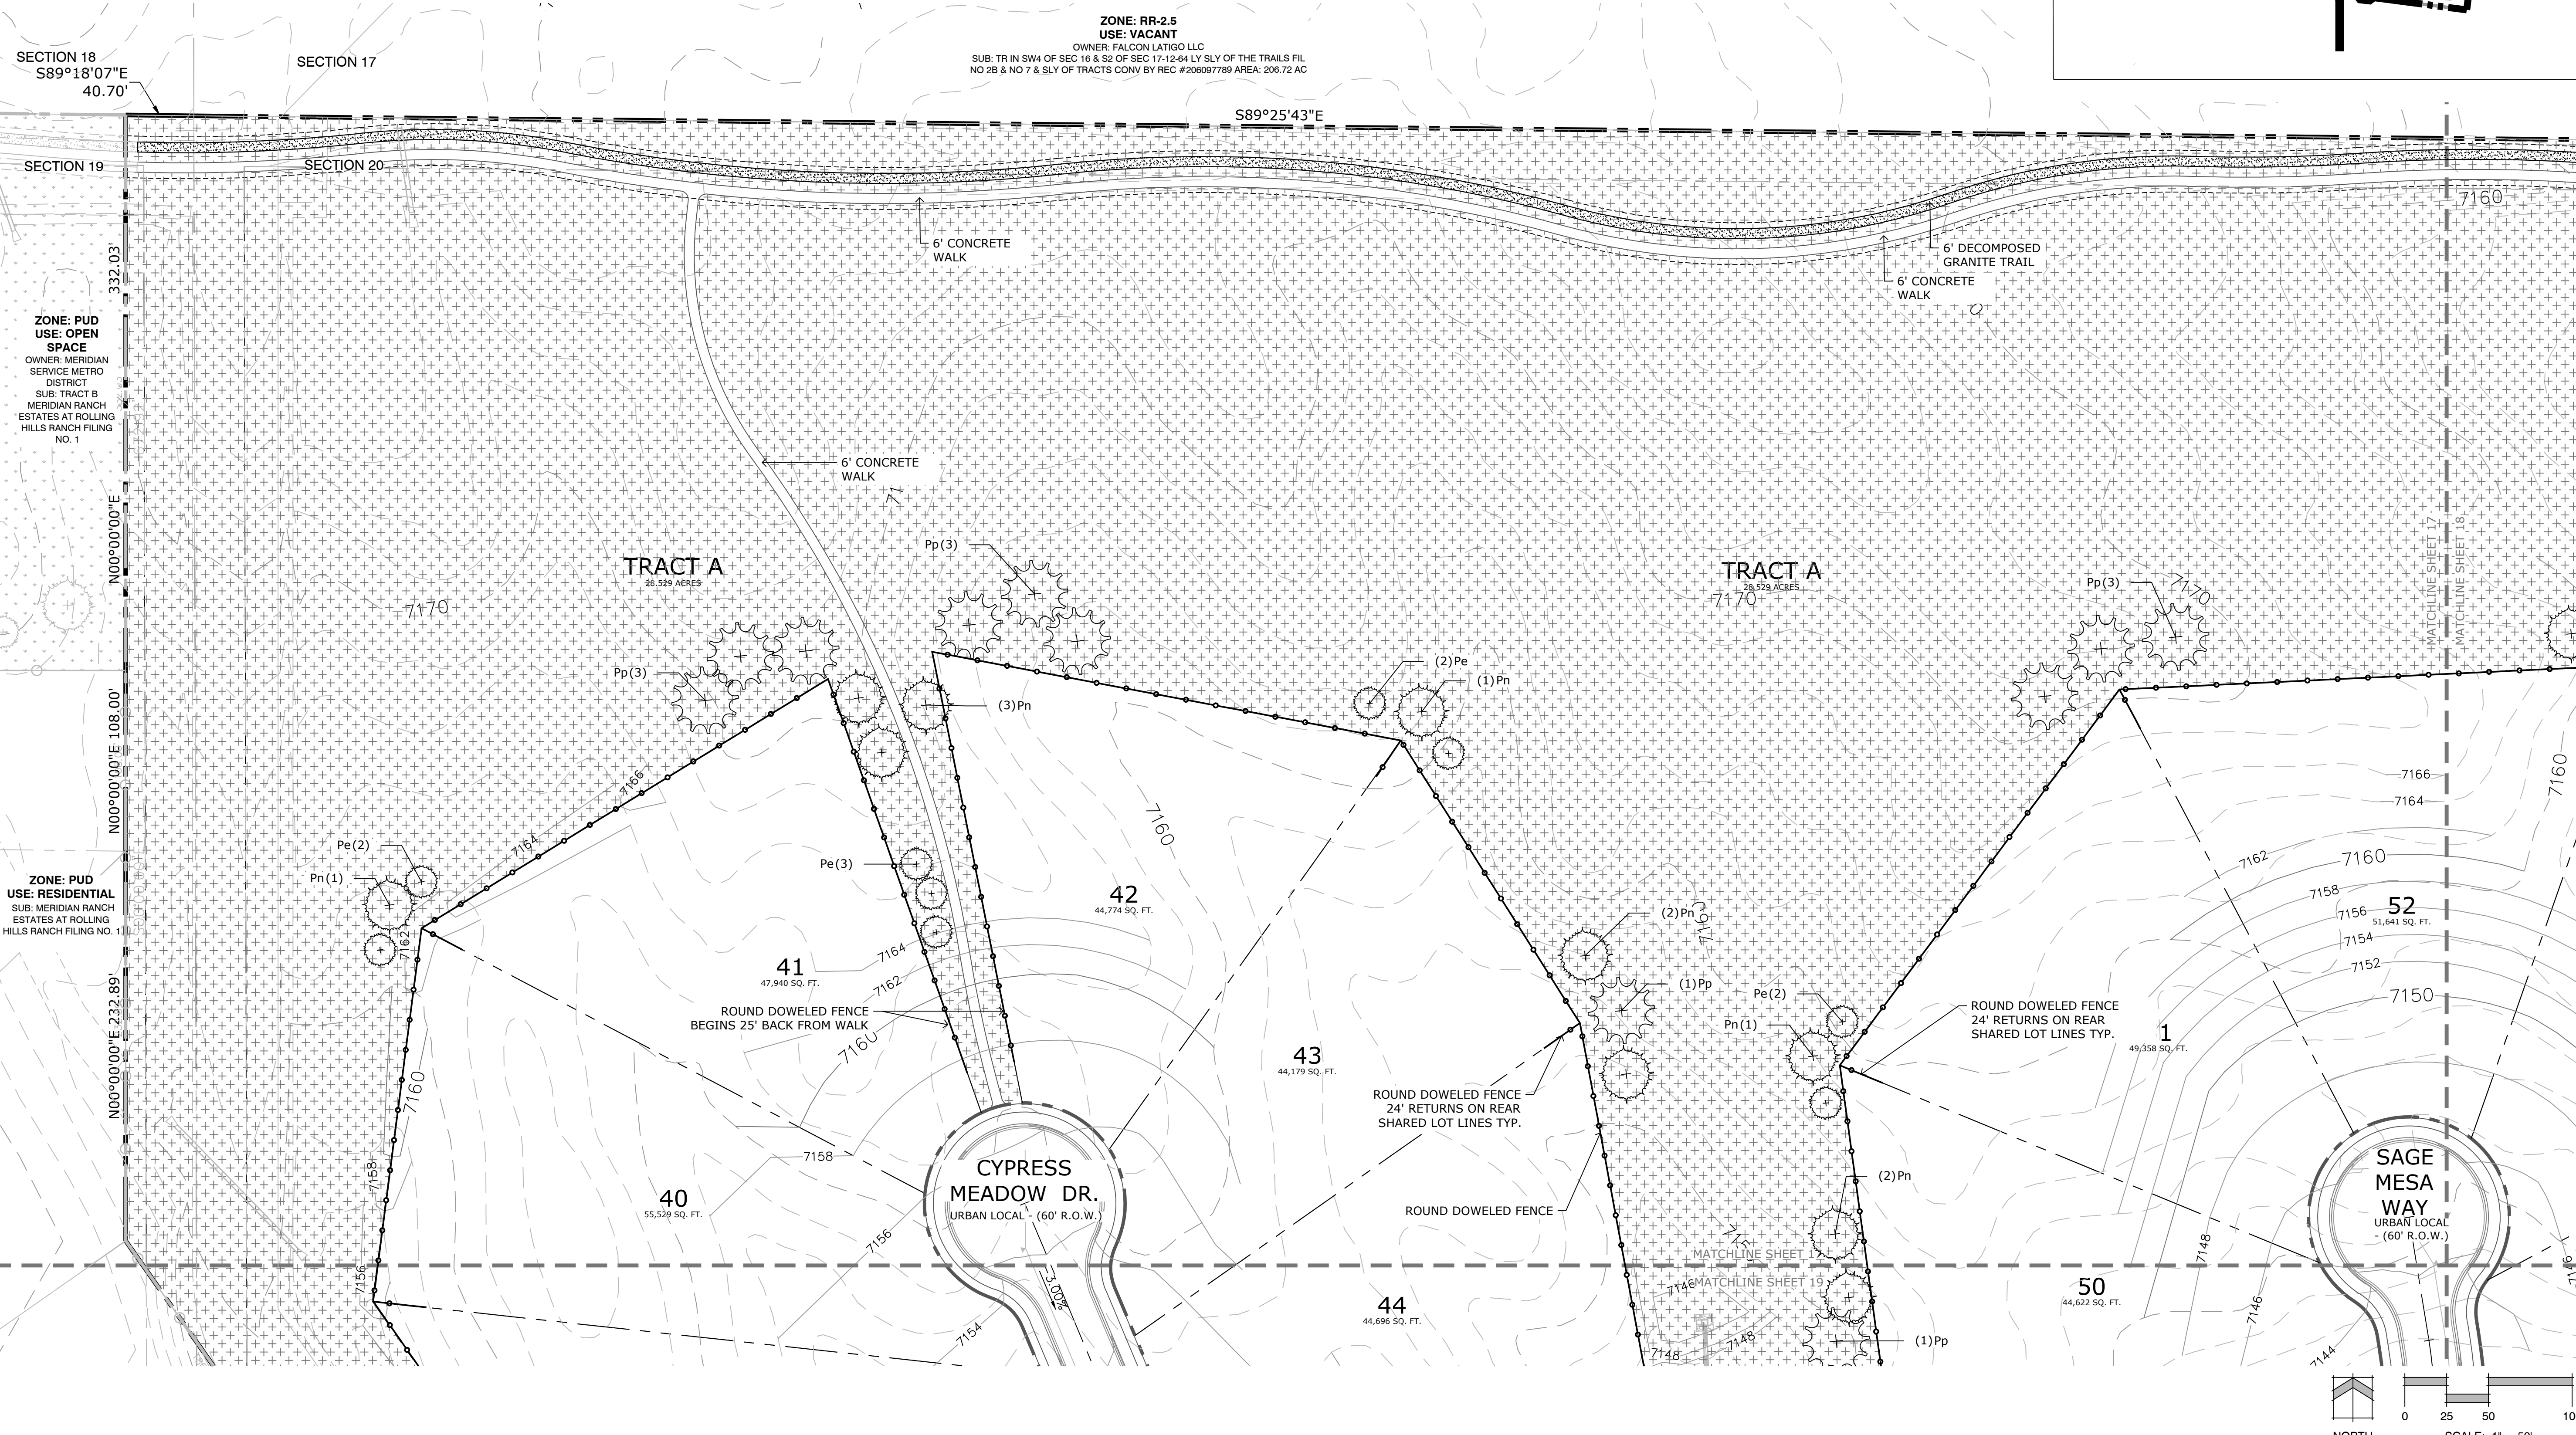 ZONE: RR-2.5
USE: VACANT
OWNER: FALCON LATIGO LLC
SUB: TR IN SW4 OF SEC 16 & S2 OF SEC 17-12-64 LY SLY OF THE TRAILS FIL
NO 2B & NO 7 & SLY OF TRACTS CONV BY REC #206097789 AREA: 206.72 AC
SECTION 18
SECTION 17
S89°18'07"E
40.70'
S89°25'43"E
SECTION 19
SECTION 20
7160
332.03'
6' CONCRETE
WALK
6' DECOMPOSED
GRANITE TRAIL
6' CONCRETE
WALK
ZONE: PUD
USE: OPEN
SPACE
OWNER: MERIDIAN
SERVICE METRO
DISTRICT
SUB: TRACT B
MERIDIAN RANCH
ESTATES AT ROLLING
HILLS RANCH FILING
NO. 1
6' CONCRETE
WALK
N00°00'00"E
MATCHLINE SHEET 17
MATCHLINE SHEET 18
Pp(3)
TRACT A
28.529 ACRES
TRACT A
28.529 ACRES
Pp(3)
7170
7170
7170
Pp(3)
(2)Pe
(1)Pn
(3)Pn
N00°00'00"E 108.00'
7166
7166
7164
7160
7160
7164
Pe(2)
Pn(1)
Pe(3)
7162
7160
7158
ZONE: PUD
USE: RESIDENTIAL
SUB: MERIDIAN RANCH
ESTATES AT ROLLING
HILLS RANCH FILING NO. 1
42
44,774 SQ. FT.
(2)Pn
7156
52
51,641 SQ. FT.
7162
7154
7164
7152
41
47,940 SQ. FT.
7162
(1)Pp
Pe(2)
7150
ROUND DOWELED FENCE
BEGINS 25' BACK FROM WALK
Pn(1)
ROUND DOWELED FENCE
24' RETURNS ON REAR
SHARED LOT LINES TYP.
1
49,358 SQ. FT.
N00°00'00"E 232.89'
7160
7160
43
44,179 SQ. FT.
ROUND DOWELED FENCE
24' RETURNS ON REAR
SHARED LOT LINES TYP.
7158
7158
CYPRESS
MEADOW DR.
URBAN LOCAL - (60' R.O.W.)
(2)Pn
SAGE
MESA
WAY
URBAN LOCAL
- (60' R.O.W.)
40
55,529 SQ. FT.
ROUND DOWELED FENCE
7156
7148
MATCHLINE SHEET 17
MATCHLINE SHEET 19
7156
3.00%
7146
50
44,622 SQ. FT.
44
44,696 SQ. FT.
7146
7154
7148
7148
(1)Pp
7144
0 25 50